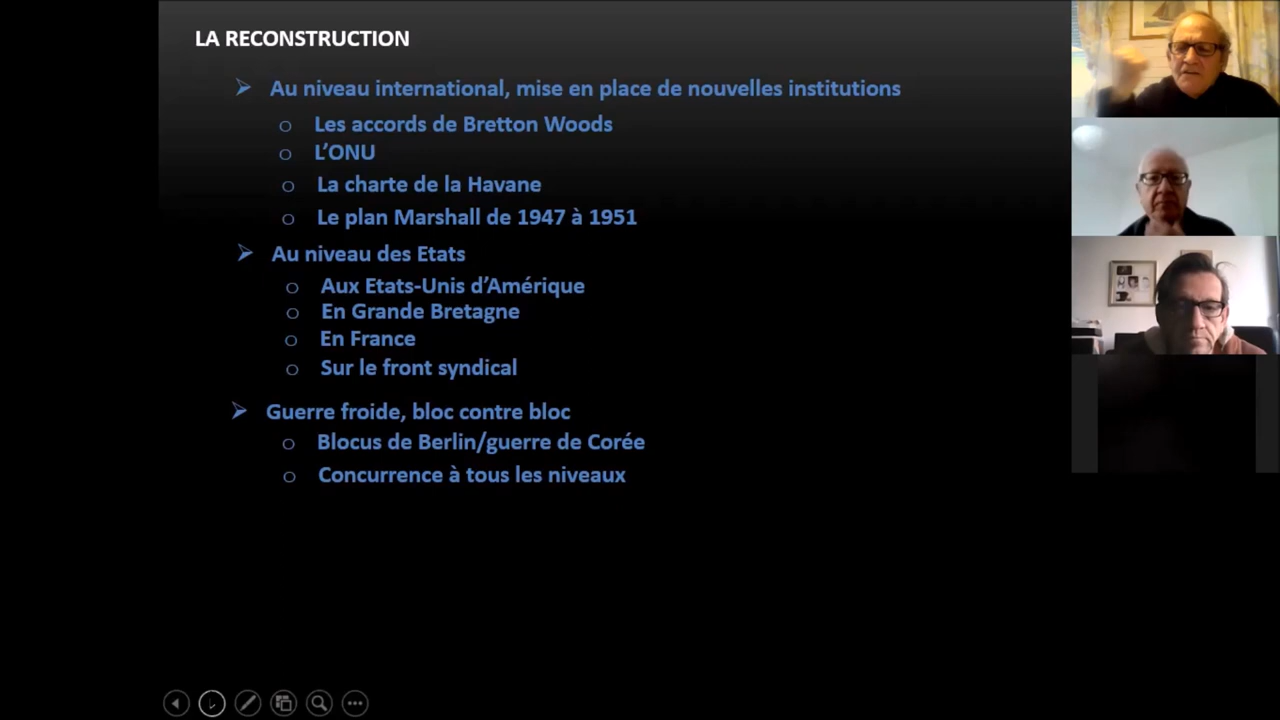 LA RECONSTRUCTION
Au niveau international, mise en place de nouvelles institutions
Les accords de Bretton Woods
L’ONU
La charte de la Havane
Le plan Marshall de 1947 à 1951
Au niveau des Etats
Aux Etats-Unis d’Amérique
En Grande Bretagne
En France
Sur le front syndical
Guerre froide, bloc contre bloc
Blocus de Berlin/guerre de Corée
Concurrence à tous les niveaux